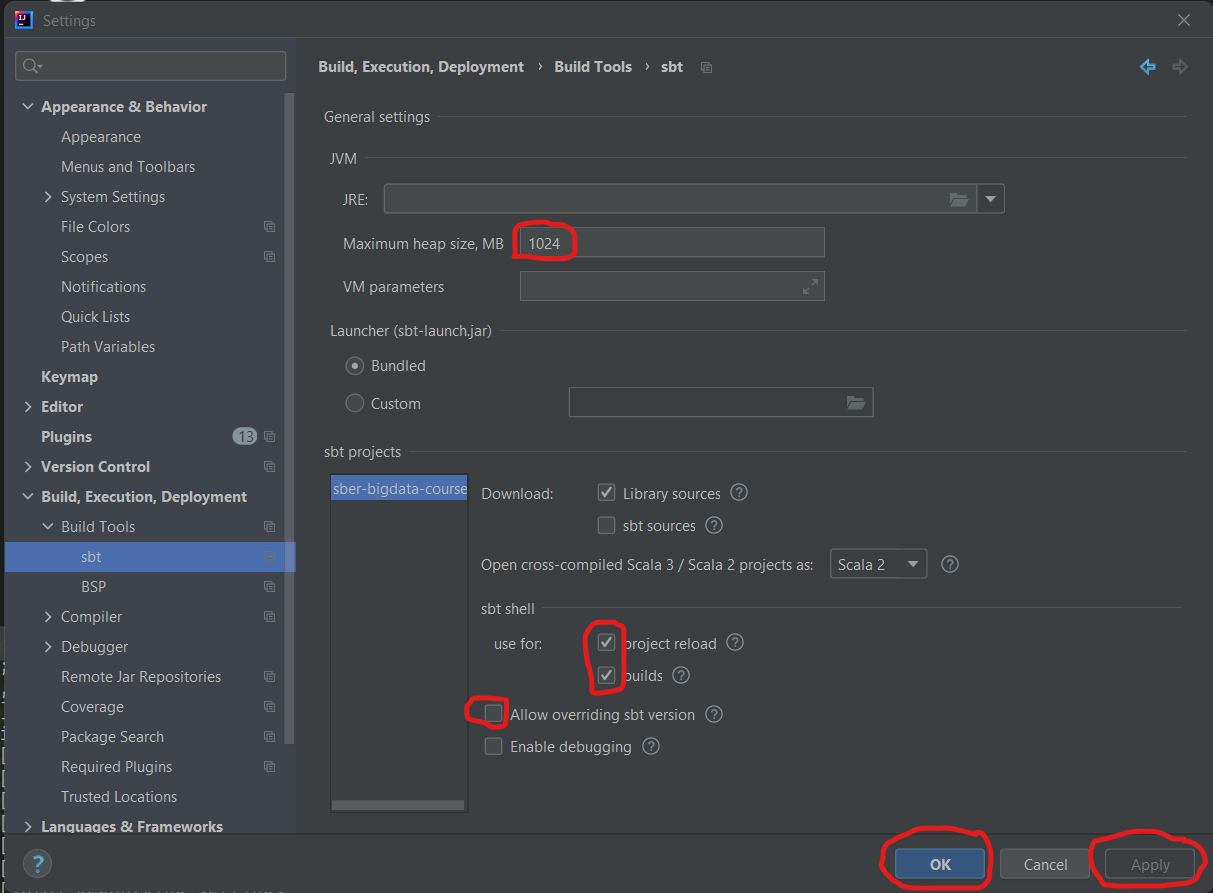 Settings
Build, Execution, Deployment › Build Tools › sbt
Appearance & Behavior
Appearance
Menus and Toolbars
System Settings
File Colors
Scopes
Notifications
Quick Lists
Path Variables
Keymap
Editor
Plugins 13
Version Control
Build, Execution, Deployment
Build Tools
sbt
BSP
Compiler
Debugger
Remote Jar Repositories
Coverage
Package Search
Required Plugins
Trusted Locations
Languages & Frameworks
General settings
JVM
JRE:
Maximum heap size, MB 1024
VM parameters
Launcher (sbt-launch.jar)
Bundled
Custom
sbt projects
sber-bigdata-course
Download: Library sources ?
sbt sources ?
Open cross-compiled Scala 3 / Scala 2 projects as: Scala 2 ?
sbt shell
use for: project reload ?
builds ?
Allow overriding sbt version ?
Enable debugging ?
? OK Cancel Apply